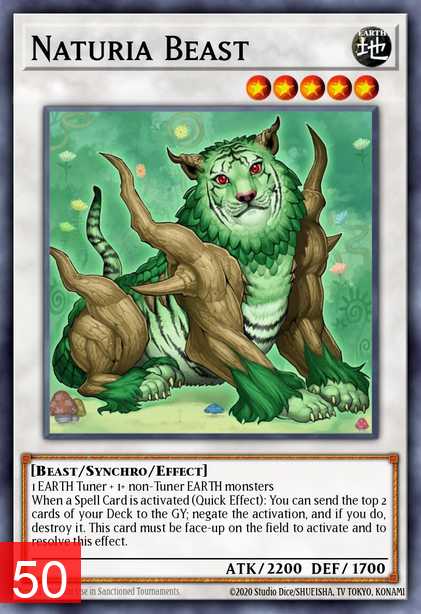 NATURIA BEAST
EARTH
地
[BEAST/SYNCHRO/EFFECT]
1 EARTH Tuner + 1+ non-Tuner EARTH monsters
When a Spell Card is activated (Quick Effect): You can send the top 2
cards of your Deck to the GY; negate the activation, and if you do,
destroy it. This card must be face-up on the field to activate and to
resolve this effect.
ATK/2200 DEF/1700
50
Use in Sanctioned Tournaments.
©2020 Studio Dice/SHUEISHA, TV TOKYO, KONAMI